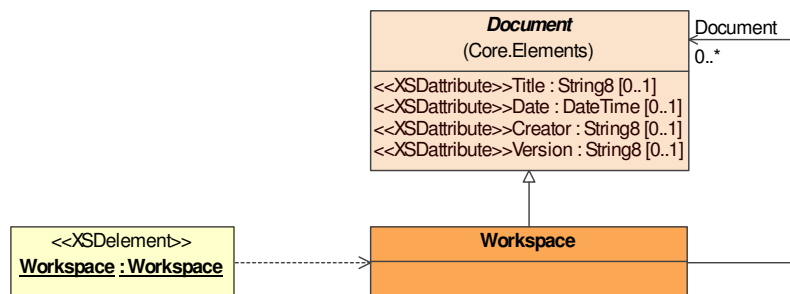 Document
(Core.Elements)
<<XSDattribute>>Title : String8 [0..1]
<<XSDattribute>>Date : DateTime [0..1]
<<XSDattribute>>Creator : String8 [0..1]
<<XSDattribute>>Version : String8 [0..1]
Document
0..*
<<XSDelement>>
Workspace : Workspace
Workspace